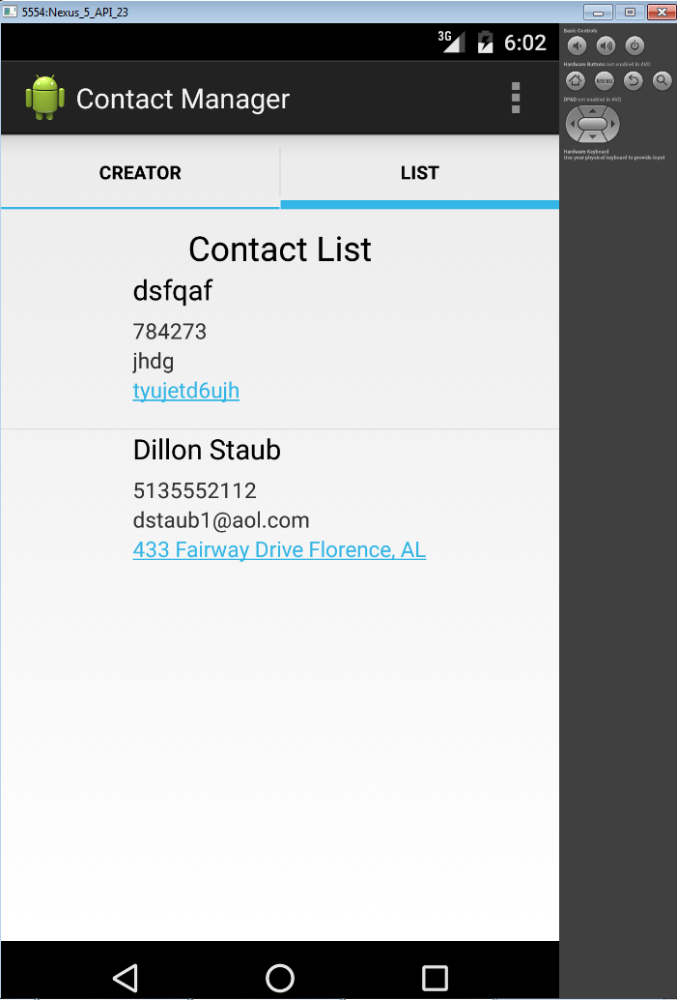 5554:Nexus_5_API_23
Basic Controls
3G 6:02
Hardware Buttons not enabled in AVD
MENU
Contact Manager
DPAD not enabled in AVD
Hardware Keyboard
Use your physical keyboard to provide input
CREATOR LIST
Contact List
dsfqaf
784273
jhdg
tyujetd6ujh
Dillon Staub
5135552112
dstaub1@aol.com
433 Fairway Drive Florence, AL